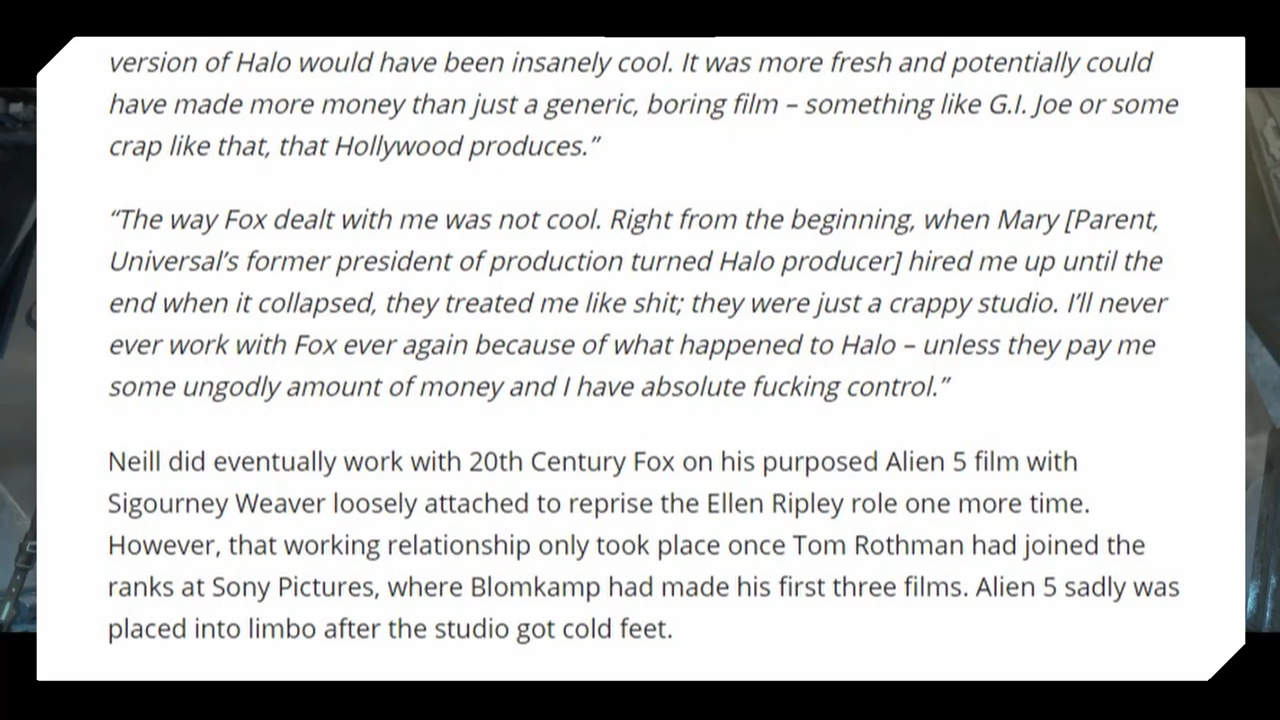 version of Halo would have been insanely cool. It was more fresh and potentially could
have made more money than just a generic, boring film – something like G.I. Joe or some
crap like that, that Hollywood produces.”
“The way Fox dealt with me was not cool. Right from the beginning, when Mary [Parent,
Universal’s former president of production turned Halo producer] hired me up until the
end when it collapsed, they treated me like shit; they were just a crappy studio. I’ll never
ever work with Fox ever again because of what happened to Halo – unless they pay me
some ungodly amount of money and I have absolute fucking control.”
Neill did eventually work with 20th Century Fox on his purposed Alien 5 film with
Sigourney Weaver loosely attached to reprise the Ellen Ripley role one more time.
However, that working relationship only took place once Tom Rothman had joined the
ranks at Sony Pictures, where Blomkamp had made his first three films. Alien 5 sadly was
placed into limbo after the studio got cold feet.